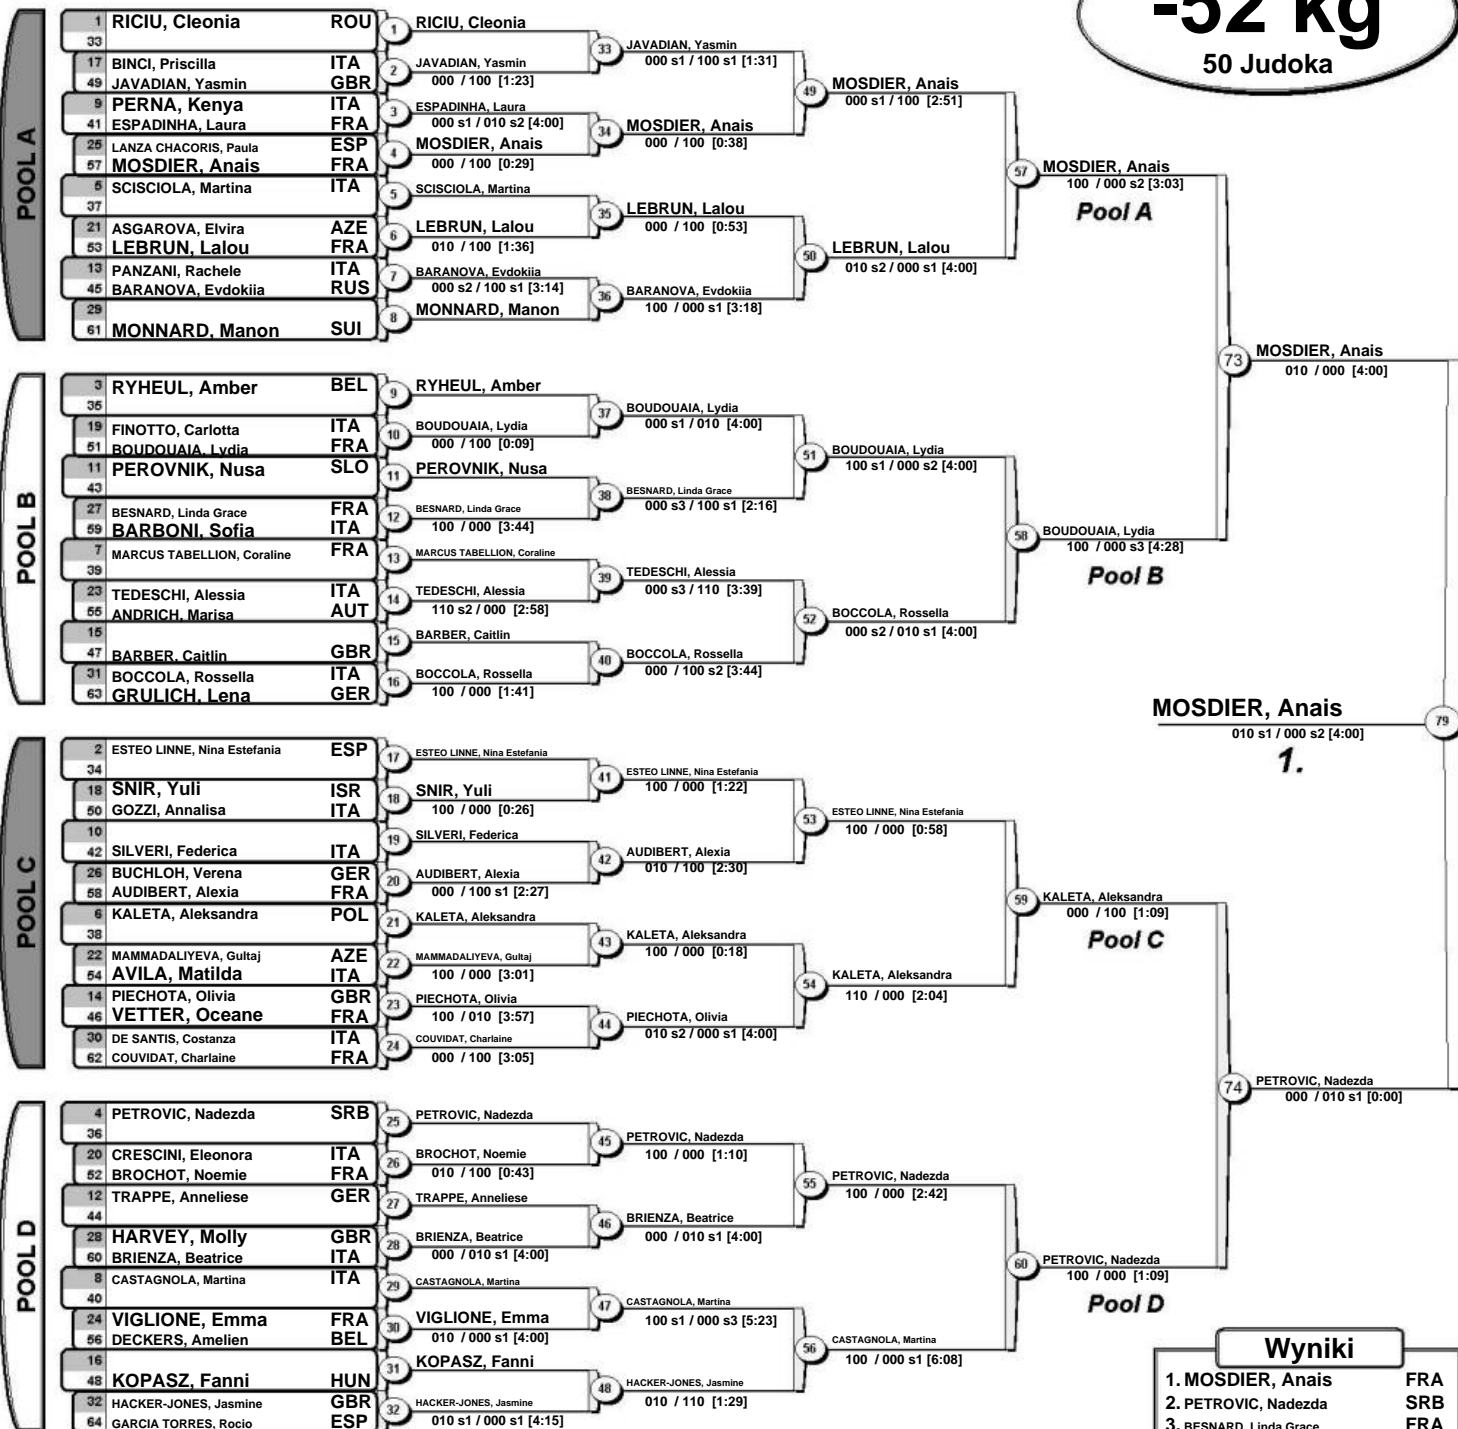 -52 kg
50 Judoka
POOL A
1 RICIU, Cleonia ROU
33
17 BINCI, Priscilla ITA
49 JAVADIAN, Yasmin GBR
9 PERNA, Kenya ITA
41 ESPADINHA, Laura FRA
25 LANZA CHACORIS, Paula ESP
57 MOSDIER, Anais FRA
5 SCISCIOLA, Martina ITA
37
21 ASGAROVA, Elvira AZE
53 LEBRUN, Lalou FRA
13 PANZANI, Rachele ITA
45 BARANOVA, Evdokiia RUS
29
61 MONNARD, Manon SUI
1 RICIU, Cleonia
2 JAVADIAN, Yasmin
000 / 100 [1:23]
3 ESPADINHA, Laura
000 s1 / 010 s2 [4:00]
4 MOSDIER, Anais
000 / 100 [0:29]
5 SCISCIOLA, Martina
6 LEBRUN, Lalou
010 / 100 [1:36]
7 BARANOVA, Evdokiia
000 s2 / 100 s1 [3:14]
8 MONNARD, Manon
33 JAVADIAN, Yasmin
000 s1 / 100 s1 [1:31]
34 MOSDIER, Anais
000 / 100 [0:38]
35 LEBRUN, Lalou
000 / 100 [0:53]
36 BARANOVA, Evdokiia
100 / 000 s1 [3:18]
49 MOSDIER, Anais
000 s1 / 100 [2:51]
50 LEBRUN, Lalou
010 s2 / 000 s1 [4:00]
57 MOSDIER, Anais
100 / 000 s2 [3:03]
Pool A
POOL B
3 RYHEUL, Amber BEL
35
19 FINOTTO, Carlotta ITA
51 BOUDOUAIA, Lydia FRA
11 PEROVNIK, Nusa SLO
43
27 BESNARD, Linda Grace FRA
59 BARBONI, Sofia ITA
7 MARCUS TABELLION, Coraline FRA
39
23 TEDESCHI, Alessia ITA
55 ANDRICH, Marisa AUT
15
47 BARBER, Caitlin GBR
31 BOCCOLA, Rossella ITA
63 GRULICH, Lena GER
9 RYHEUL, Amber
10 BOUDOUAIA, Lydia
000 / 100 [0:09]
11 PEROVNIK, Nusa
12 BESNARD, Linda Grace
100 / 000 [3:44]
13 MARCUS TABELLION, Coraline
14 TEDESCHI, Alessia
110 s2 / 000 [2:58]
15 BARBER, Caitlin
16 BOCCOLA, Rossella
100 / 000 [1:41]
37 BOUDOUAIA, Lydia
000 s1 / 010 [4:00]
38 BESNARD, Linda Grace
000 s3 / 100 s1 [2:16]
39 TEDESCHI, Alessia
000 s3 / 110 [3:39]
40 BOCCOLA, Rossella
000 / 100 s2 [3:44]
51 BOUDOUAIA, Lydia
100 s1 / 000 s2 [4:00]
52 BOCCOLA, Rossella
000 s2 / 010 s1 [4:00]
58 BOUDOUAIA, Lydia
100 / 000 s3 [4:28]
Pool B
73 MOSDIER, Anais
010 / 000 [4:00]
MOSDIER, Anais 79
010 s1 / 000 s2 [4:00]
1.
POOL C
2 ESTEO LINNE, Nina Estefania ESP
34
18 SNIR, Yuli ISR
50 GOZZI, Annalisa ITA
10
42 SILVERI, Federica ITA
26 BUCHLOH, Verena GER
58 AUDIBERT, Alexia FRA
6 KALETA, Aleksandra POL
38
22 MAMMADALIYEVA, Gultaj AZE
54 AVILA, Matilda ITA
14 PIECHOTA, Olivia GBR
46 VETTER, Oceane FRA
30 DE SANTIS, Costanza ITA
62 COUVIDAT, Charlaine FRA
17 ESTEO LINNE, Nina Estefania
18 SNIR, Yuli
100 / 000 [0:26]
19 SILVERI, Federica
20 AUDIBERT, Alexia
000 / 100 s1 [2:27]
21 KALETA, Aleksandra
22 MAMMADALIYEVA, Gultaj
100 / 000 [3:01]
23 PIECHOTA, Olivia
100 / 010 [3:57]
24 COUVIDAT, Charlaine
000 / 100 [3:05]
41 ESTEO LINNE, Nina Estefania
100 / 000 [1:22]
42 AUDIBERT, Alexia
010 / 100 [2:30]
43 KALETA, Aleksandra
100 / 000 [0:18]
44 PIECHOTA, Olivia
010 s2 / 000 s1 [4:00]
53 ESTEO LINNE, Nina Estefania
100 / 000 [0:58]
54 KALETA, Aleksandra
110 / 000 [2:04]
59 KALETA, Aleksandra
000 / 100 [1:09]
Pool C
74 PETROVIC, Nadezda
000 / 010 s1 [0:00]
POOL D
4 PETROVIC, Nadezda SRB
36
20 CRESCINI, Eleonora ITA
52 BROCHOT, Noemie FRA
12 TRAPPE, Anneliese GER
44
28 HARVEY, Molly GBR
60 BRIENZA, Beatrice ITA
8 CASTAGNOLA, Martina ITA
40
24 VIGLIONE, Emma FRA
56 DECKERS, Amelien BEL
16
48 KOPASZ, Fanni HUN
32 HACKER-JONES, Jasmine GBR
64 GARCIA TORRES, Rocio ESP
25 PETROVIC, Nadezda
26 BROCHOT, Noemie
010 / 100 [0:43]
27 TRAPPE, Anneliese
28 BRIENZA, Beatrice
000 / 010 s1 [4:00]
29 CASTAGNOLA, Martina
30 VIGLIONE, Emma
010 / 000 s1 [4:00]
31 KOPASZ, Fanni
32 HACKER-JONES, Jasmine
010 s1 / 000 s1 [4:15]
45 PETROVIC, Nadezda
100 / 000 [1:10]
46 BRIENZA, Beatrice
000 / 010 s1 [4:00]
47 CASTAGNOLA, Martina
100 s1 / 000 s3 [5:23]
48 HACKER-JONES, Jasmine
010 / 110 [1:29]
55 PETROVIC, Nadezda
100 / 000 [2:42]
56 CASTAGNOLA, Martina
100 / 000 s1 [6:08]
60 PETROVIC, Nadezda
100 / 000 [1:09]
Pool D
Wyniki
1. MOSDIER, Anais FRA
2. PETROVIC, Nadezda SRB
3. BESNARD, Linda Grace FRA